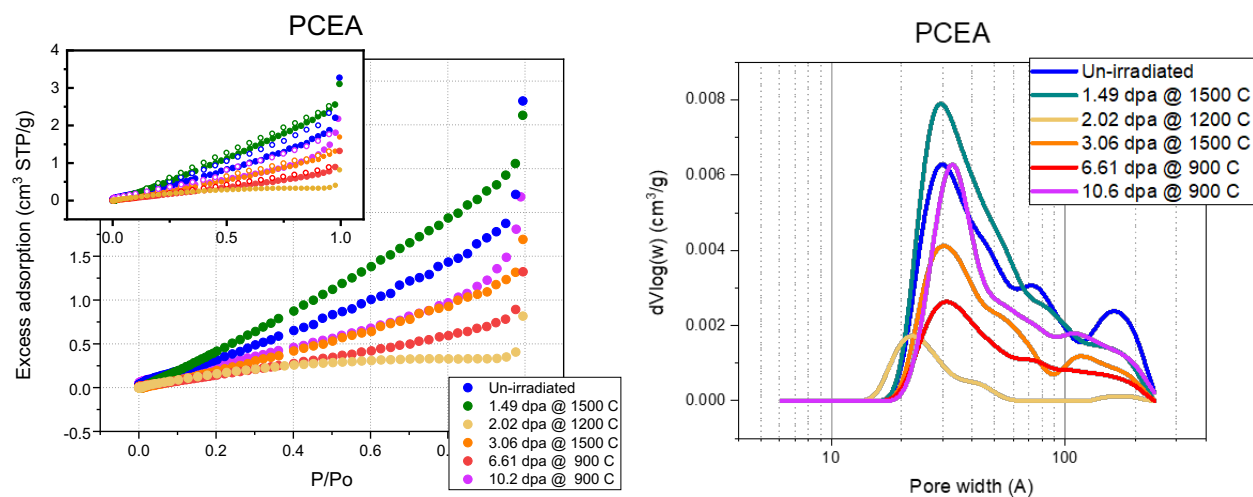 PCEA
4
3
2
1
0
0.0
0.5
1.0
1.5
1.0
0.5
0.0
-0.5
0.0
0.2
0.4
0.6
0.8
Excess adsorption (cm³ STP/g)
P/Po
Un-irradiated
1.49 dpa @ 1500 C
2.02 dpa @ 1200 C
3.06 dpa @ 1500 C
6.61 dpa @ 900 C
10.2 dpa @ 900 C
PCEA
0.008
0.006
0.004
0.002
0.000
10
100
dVlog(ww) (cm³/g)
Pore width (A)
Un-irradiated
1.49 dpa @ 1500 C
2.02 dpa @ 1200 C
3.06 dpa @ 1500 C
6.61 dpa @ 900 C
10.6 dpa @ 900 C